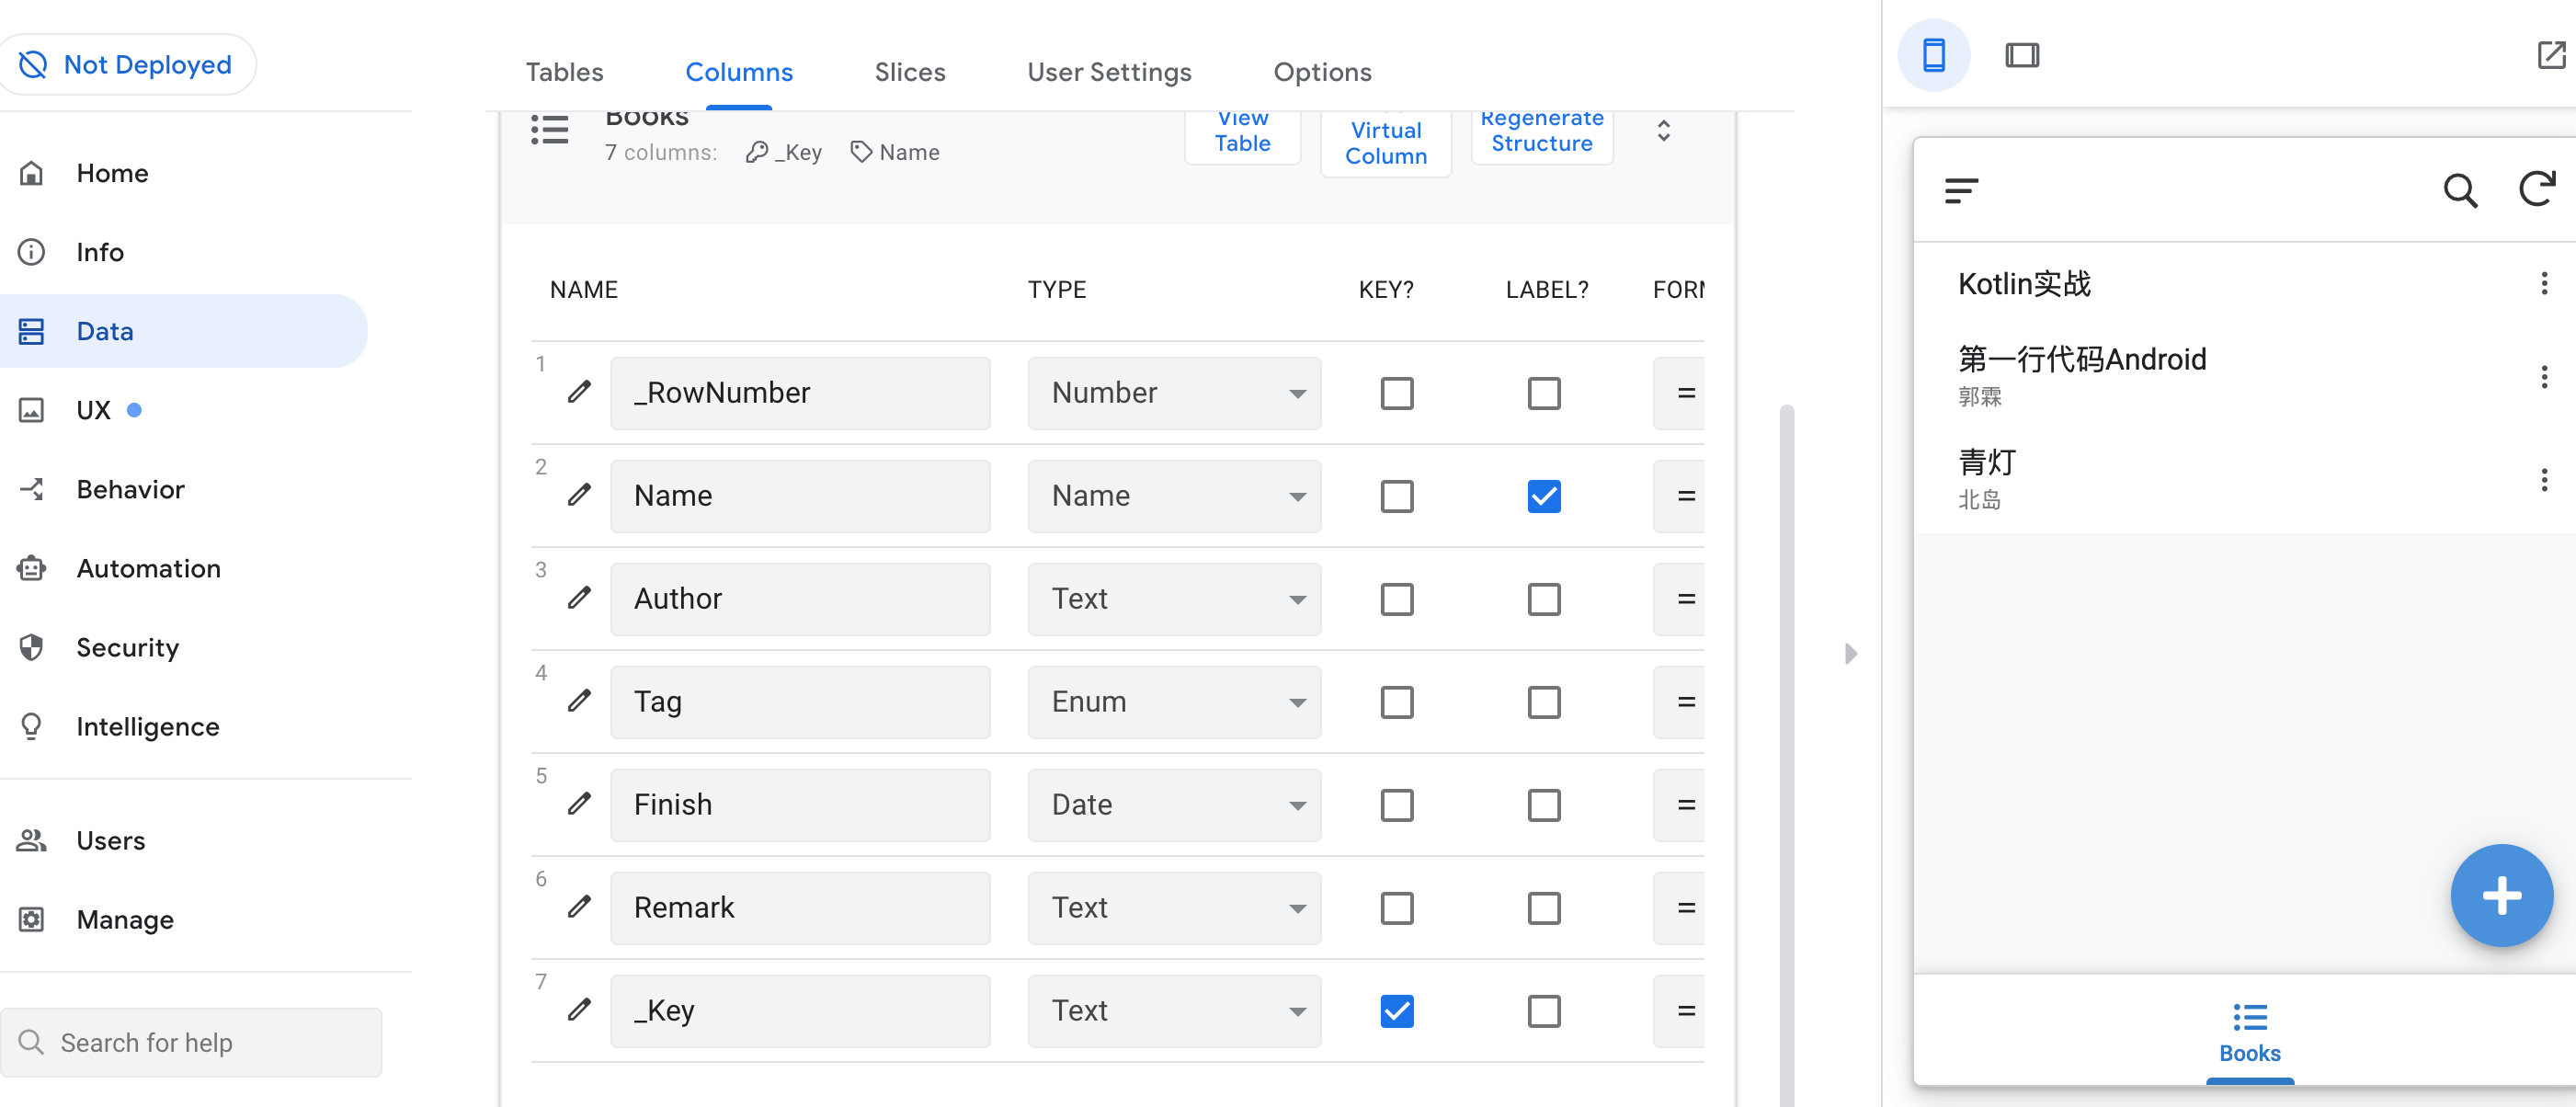 Not Deployed
Home
Info
Data
UX
Behavior
Automation
Security
Intelligence
Users
Manage
Search for help
Tables Columns Slices User Settings Options
Books
7 columns: _Key Name
View Table
Virtual Column
Regenerate Structure
NAME TYPE KEY? LABEL?
1 _RowNumber Number =
2 Name Name =
3 Author Text =
4 Tag Enum =
5 Finish Date =
6 Remark Text =
7 _Key Text =
Kotlin实战
第一行代码Android
郭霖
青灯
北岛
Books